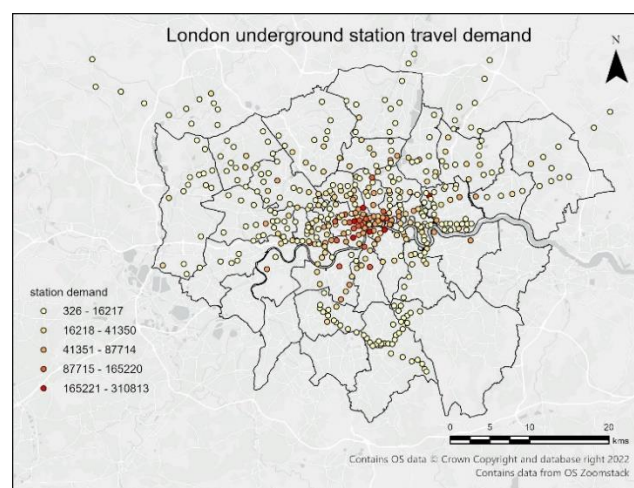 London underground station travel demand
N
station demand
326 - 16217
16218 - 41350
41351 - 87714
87715 - 165220
165221 - 310813
0 5 10 20
kms
Contains OS data © Crown Copyright and database right 2022
Contains data from OS Zoomstack